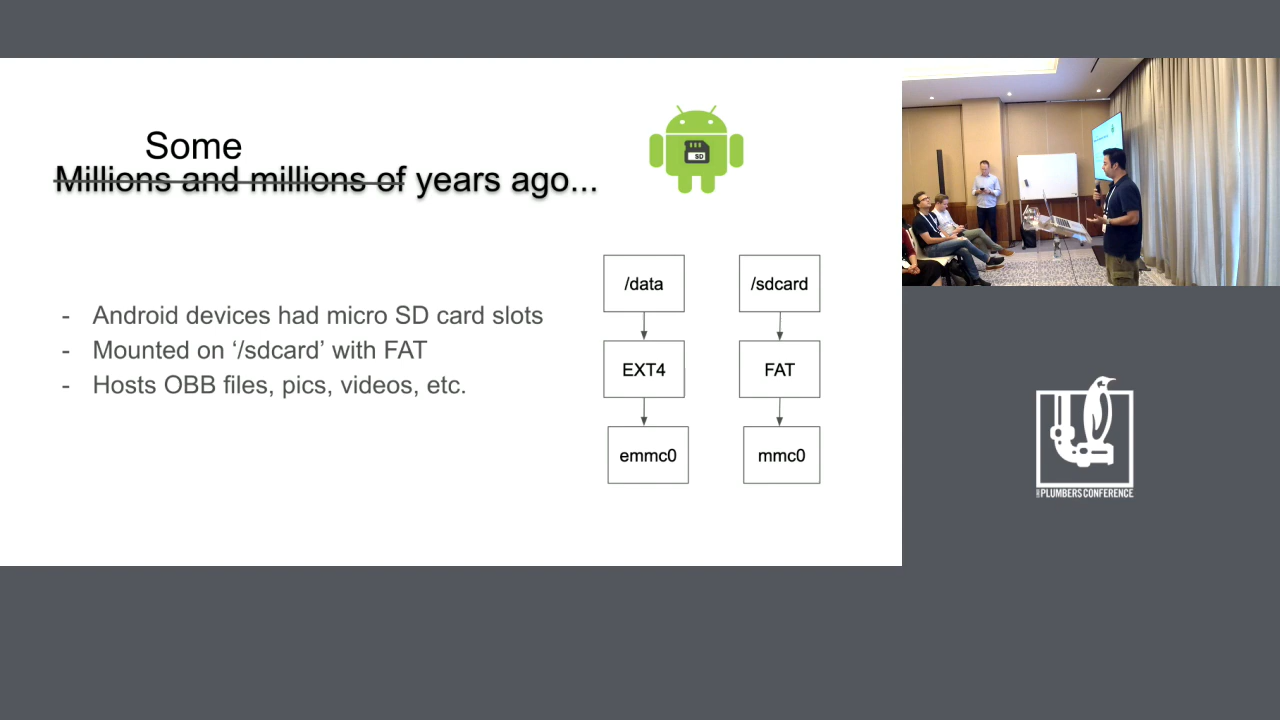 Some
Millions and millions of years ago...
SD
- Android devices had micro SD card slots
- Mounted on ‘/sdcard’ with FAT
- Hosts OBB files, pics, videos, etc.
/data
/sdcard
EXT4
FAT
emmc0
mmc0
PLUMBERS CONFERENCE